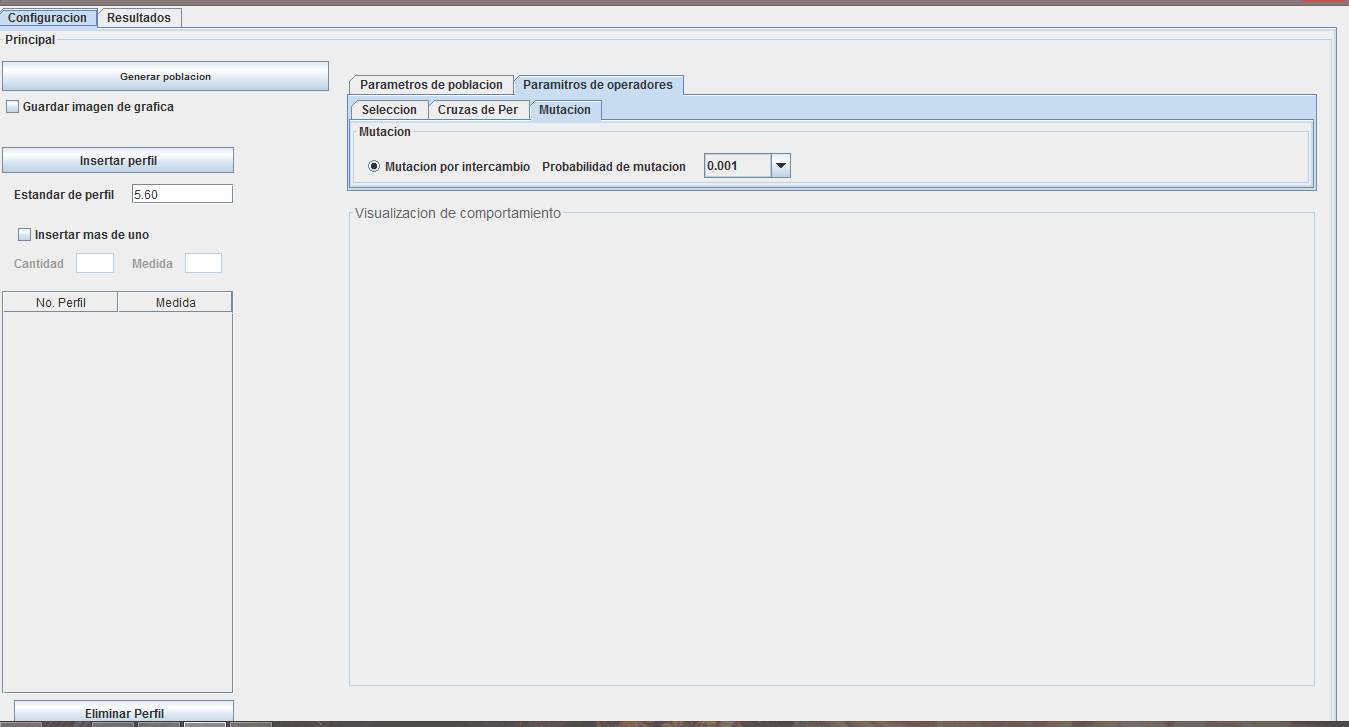 Configuracion Resultados
Principal
Generar poblacion
Guardar imagen de grafica
Insertar perfil
Estandar de perfil 5.60
Insertar mas de uno
Cantidad Medida
No. Perfil Medida
Eliminar Perfil
Parametros de poblacion Paramitros de operadores
Seleccion Cruzas de Per Mutacion
Mutacion
Mutacion por intercambio Probabilidad de mutacion 0.001
Visualizacion de comportamiento